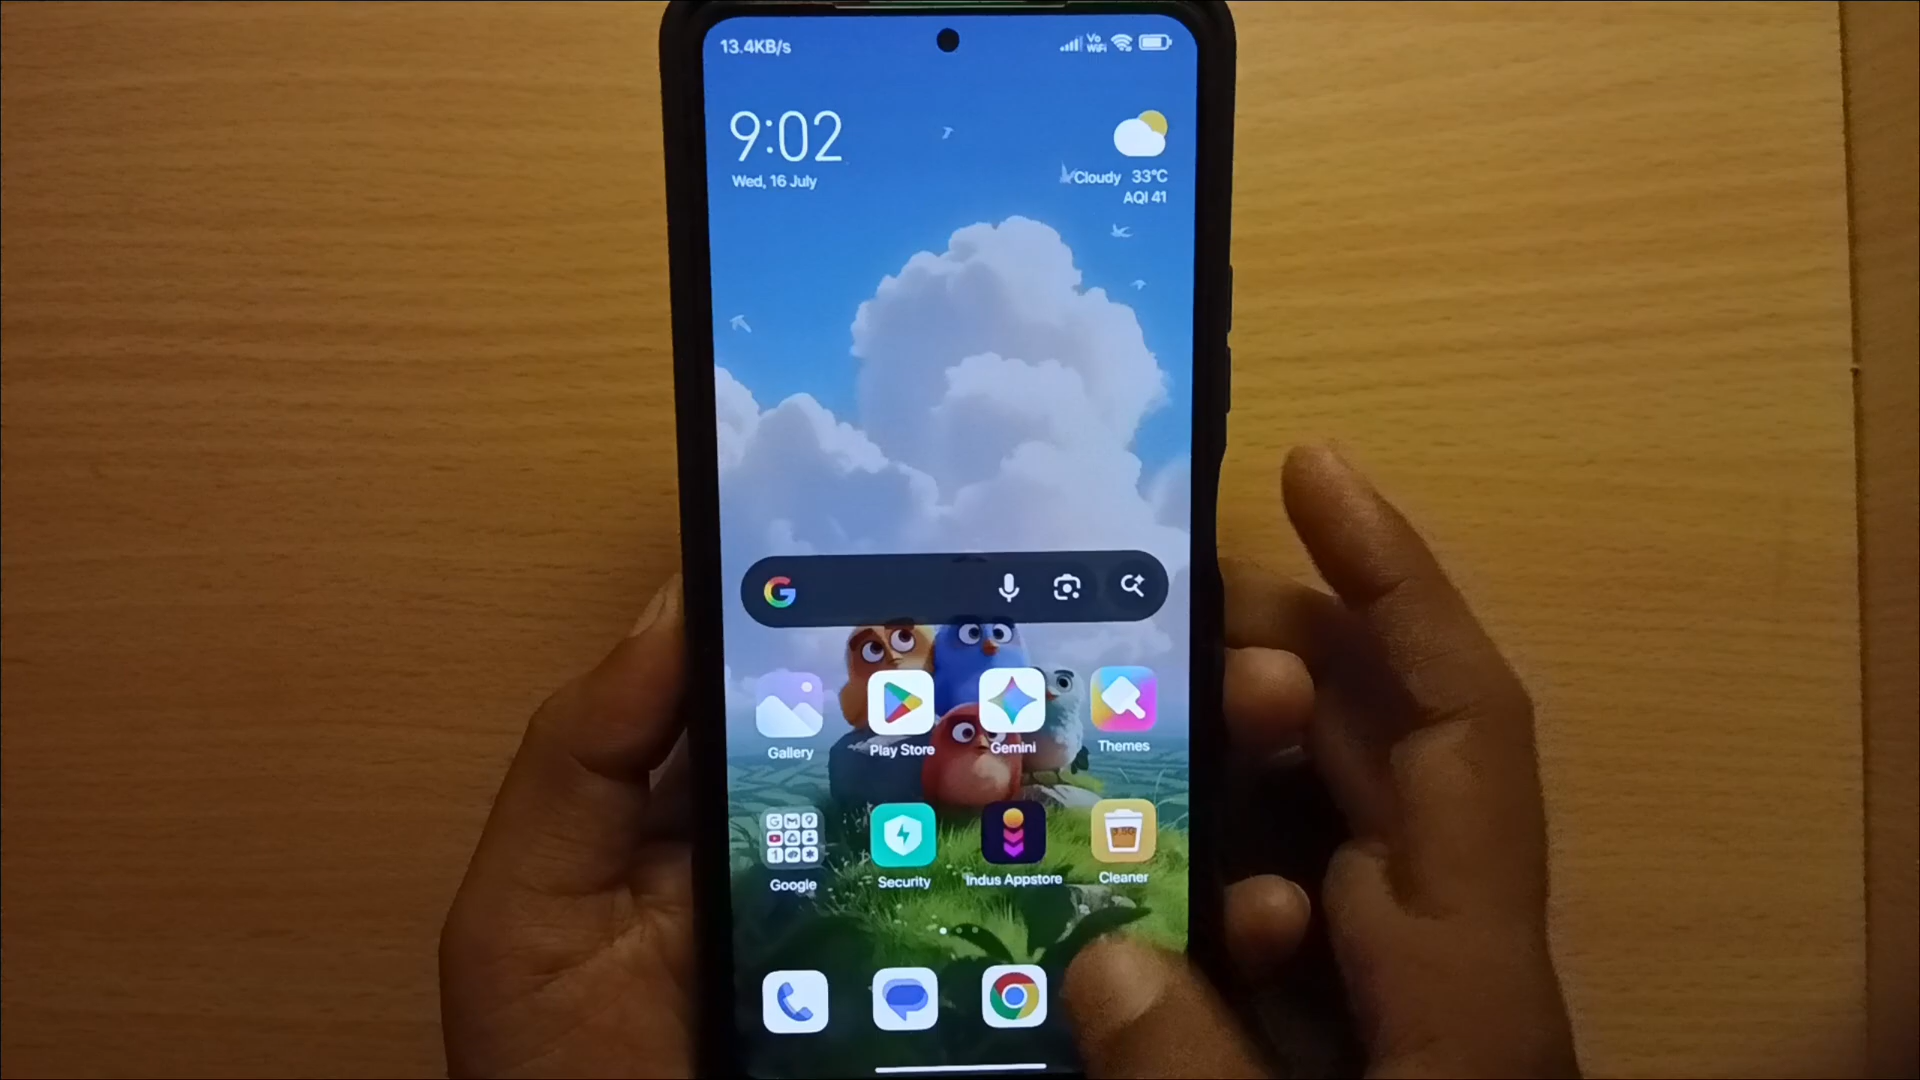 13.4KB/s
Vo
WiFi
9:02
Wed, 16 July
Cloudy 33°C
AQI 41
Gallery
Play Store
Gemini
Themes
Google
Security
Indus Appstore
Cleaner